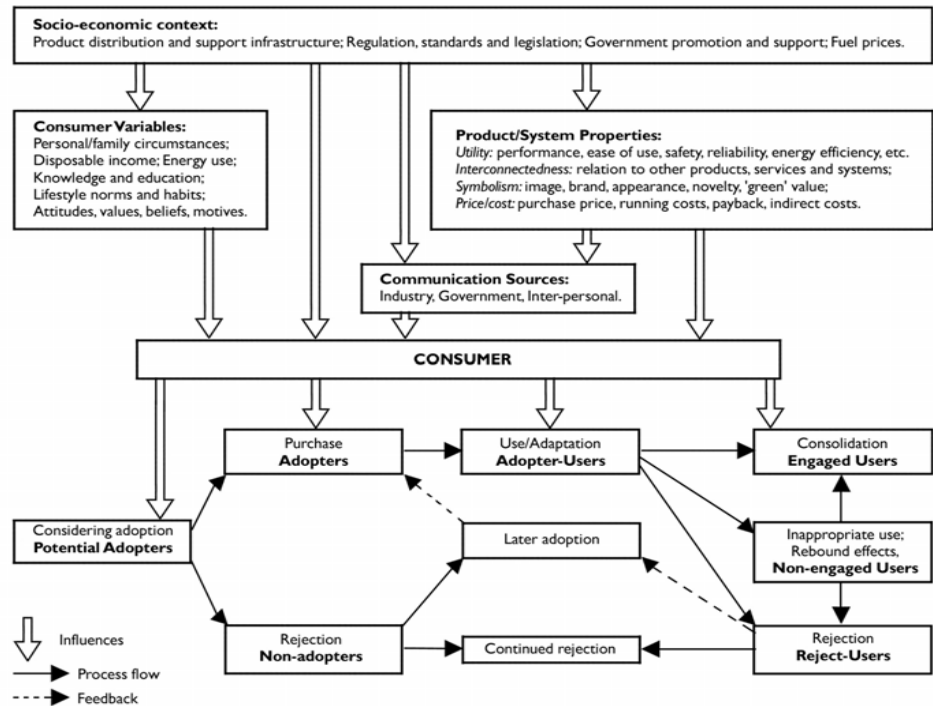 Socio-economic context:
Product distribution and support infrastructure; Regulation, standards and legislation; Government promotion and support; Fuel prices.
Consumer Variables:
Personal/family circumstances;
Disposable income; Energy use;
Knowledge and education;
Lifestyle norms and habits;
Attitudes, values, beliefs, motives.
Product/System Properties:
Utility: performance, ease of use, safety, reliability, energy efficiency, etc.
Interconnectedness: relation to other products, services and systems;
Symbolism: image, brand, appearance, novelty, 'green' value;
Price/cost: purchase price, running costs, payback, indirect costs.
Communication Sources:
Industry, Government, Inter-personal.
CONSUMER
Purchase
Adopters
Use/Adaptation
Adopter-Users
Consolidation
Engaged Users
Considering adoption
Potential Adopters
Later adoption
Inappropriate use;
Rebound effects,
Non-engaged Users
Rejection
Non-adopters
Continued rejection
Rejection
Reject-Users
Influences
Process flow
Feedback